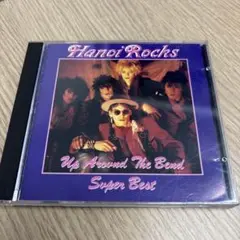 Hanoi Rocks
Up Around The Bend
Super Best